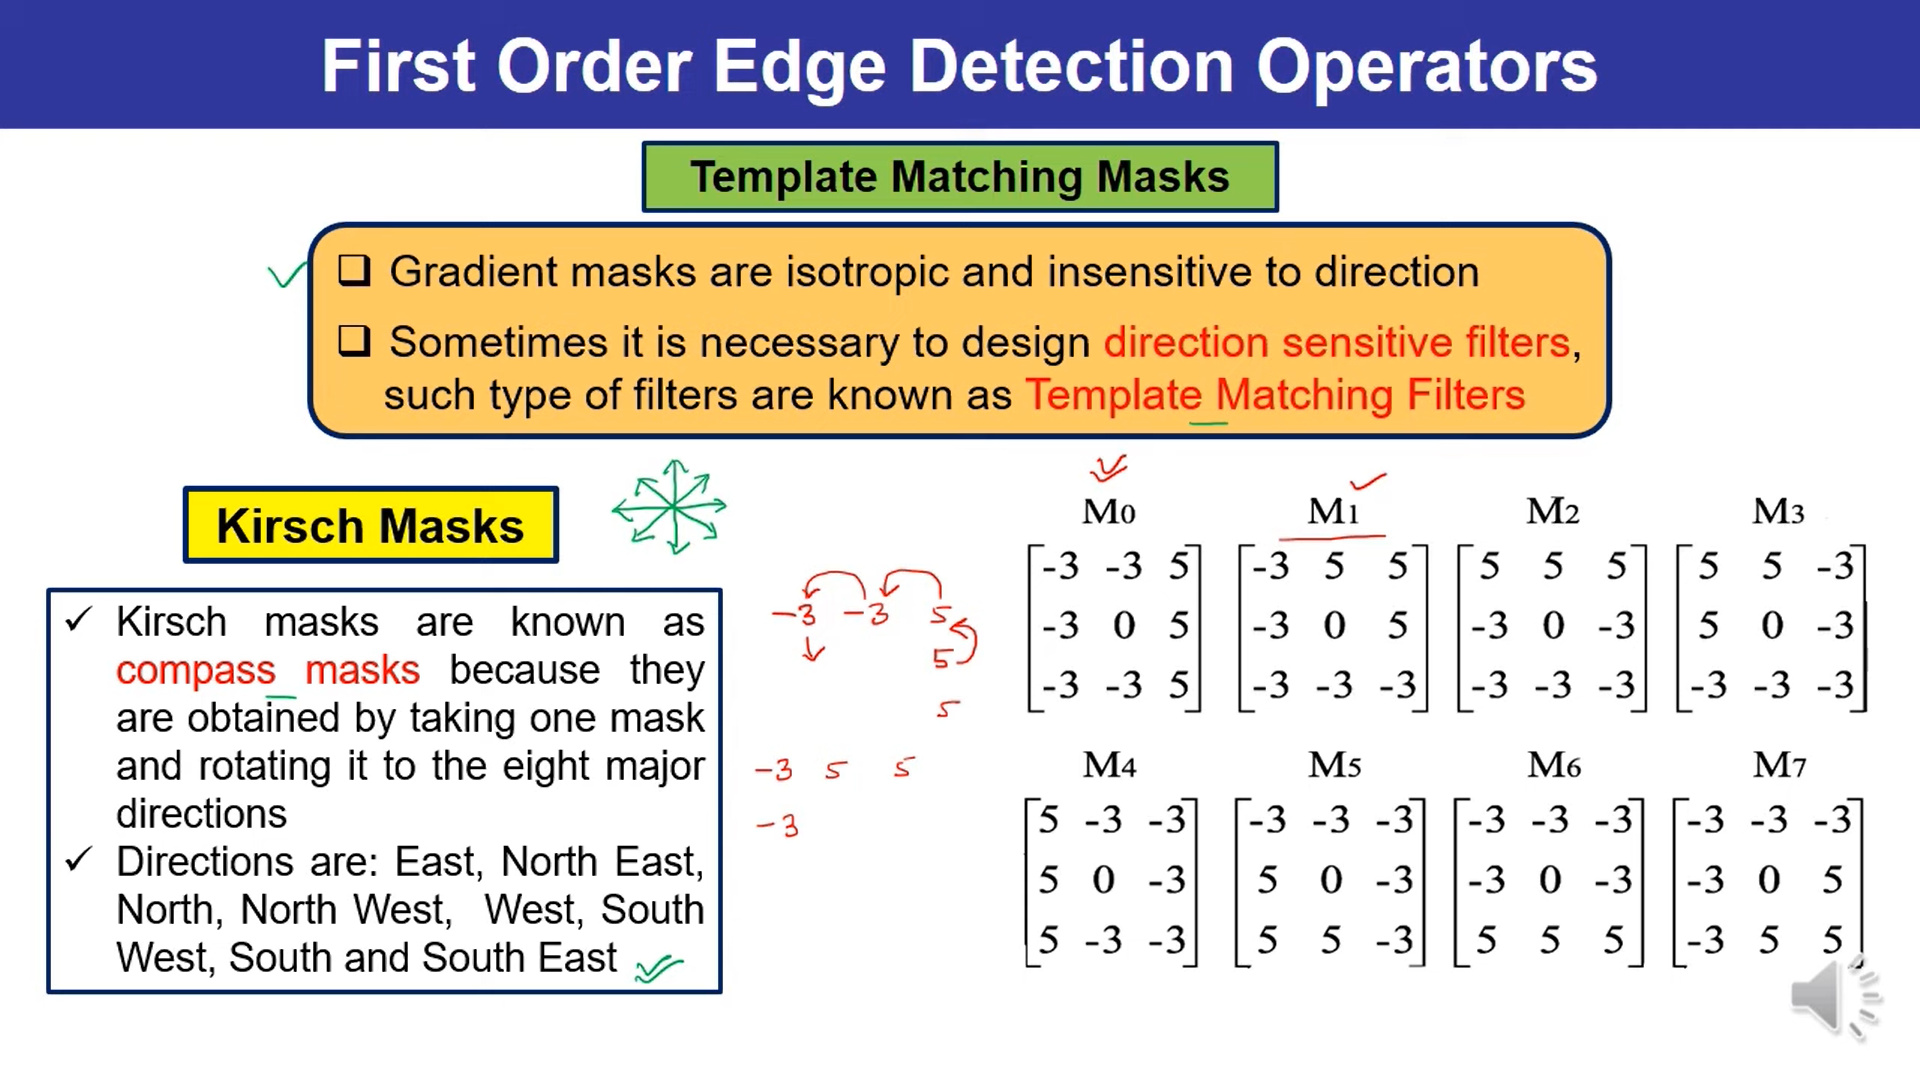 First Order Edge Detection Operators
Template Matching Masks
❑ Gradient masks are isotropic and insensitive to direction
❑ Sometimes it is necessary to design direction sensitive filters,
such type of filters are known as Template Matching Filters
Kirsch Masks
✓ Kirsch masks are known as
compass masks because they
are obtained by taking one mask
and rotating it to the eight major
directions
✓ Directions are: East, North East,
North, North West, West, South
West, South and South East
-3 -3 5
5
5
-3 5 5
-3
M0 M1 M2 M3
-3 -3 5 -3 5 5 5 5 5 5 5 -3
-3 0 5 -3 0 5 -3 0 -3 5 0 -3
-3 -3 5 -3 -3 -3 -3 -3 -3 -3 -3 -3
M4 M5 M6 M7
5 -3 -3 -3 -3 -3 -3 -3 -3 -3 -3 -3
5 0 -3 5 0 -3 -3 0 -3 -3 0 5
5 -3 -3 5 5 -3 5 5 5 -3 5 5